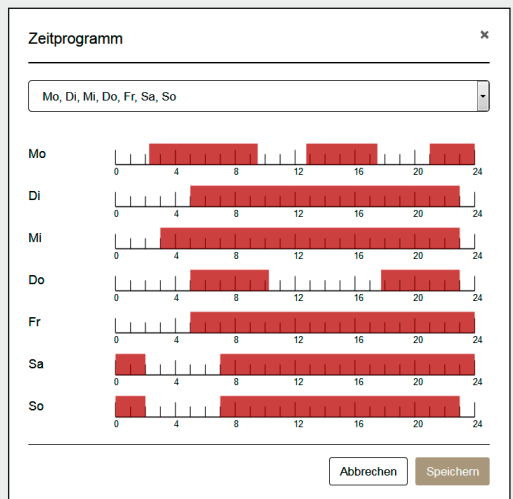 Zeitprogramm ×
Mo, Di, Mi, Do, Fr, Sa, So
Mo
0 4 8 12 16 20 24
Di
0 4 8 12 16 20 24
Mi
0 4 8 12 16 20 24
Do
0 4 8 12 16 20 24
Fr
0 4 8 12 16 20 24
Sa
0 4 8 12 16 20 24
So
0 4 8 12 16 20 24
Abbrechen Speichern